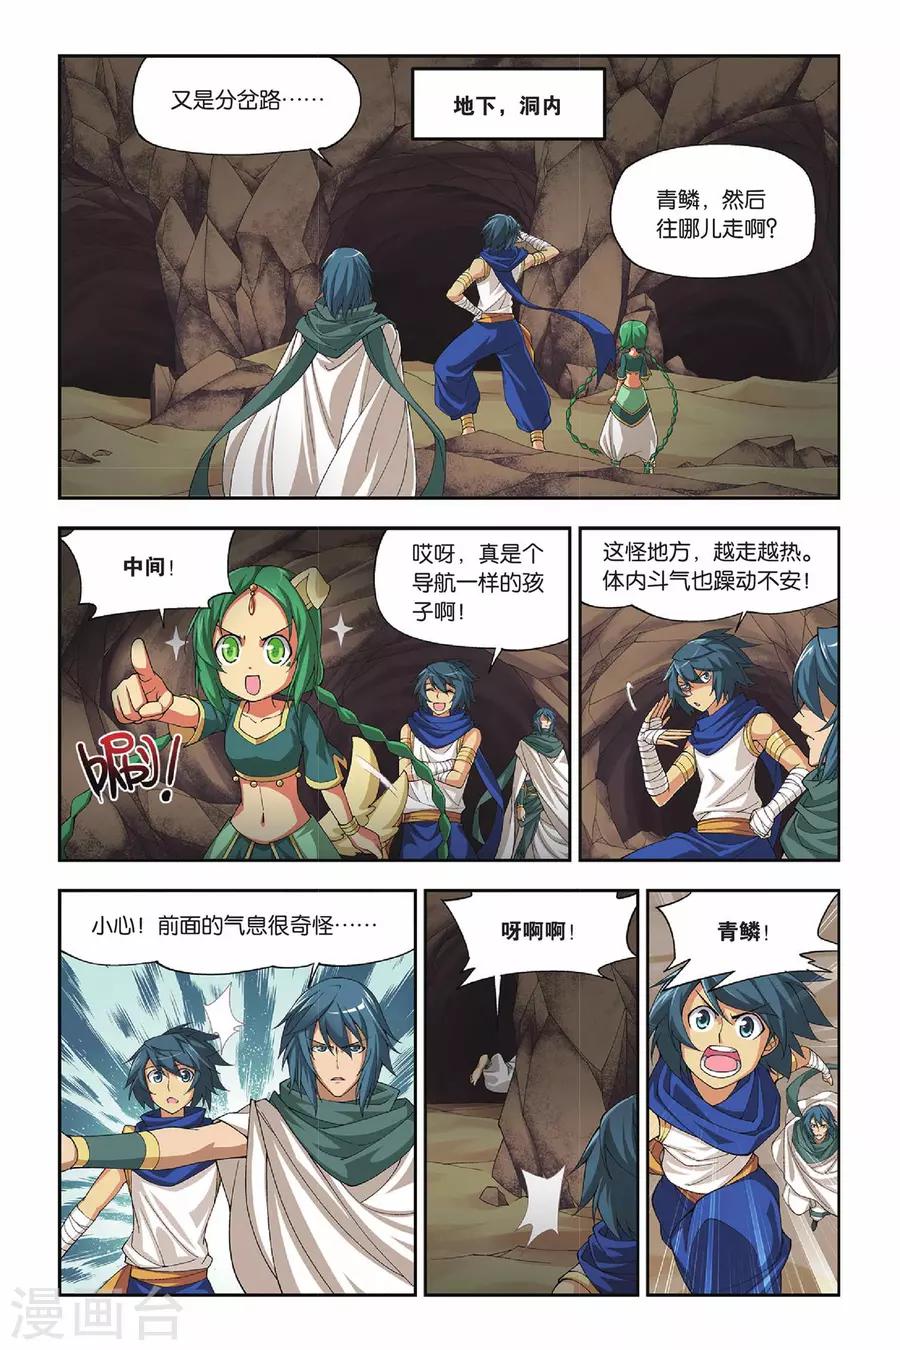 又是分岔路……
地下，洞内
青鳞，然后
往哪儿走啊？
中间！
哎呀，真是个
导航一样的孩
子啊！
这怪地方，越走越热。
体内斗气也躁动不安！
小心！前面的气息很奇怪……
呀啊啊！
青鳞！
漫画台